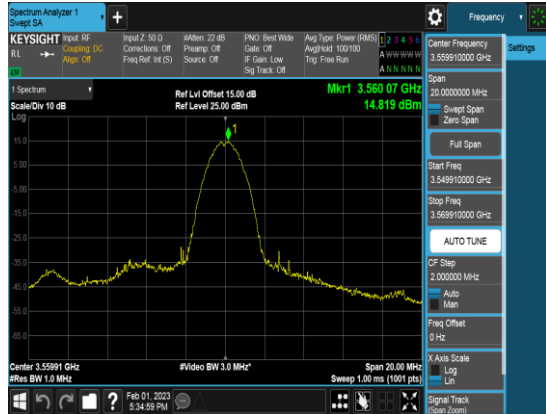 Spectrum Analyzer 1
Swept SA
+
Frequency
KEYSIGHT
RL
Input: RF
Coupling: DC
Align: Off
Input Z: 50 Ω
Corrections: Off
Freq Ref: Int (S)
#Atten: 22 dB
Preamp: Off
Source: Off
PNO: Best Wide
Gate: Off
IF Gain: Low
Sig Track: Off
Avg Type: Power (RMS)
Avg|Hold: 100/100
Trig: Free Run
1 2 3 4 5 6
A W W W W W
A N N N N N
1 Spectrum
Scale/Div 10 dB
Log
Ref Lvl Offset 15.00 dB
Ref Level 25.00 dBm
Mkr1 3.560 07 GHz
14.819 dBm
1
15.0
5.00
-5.00
-15.0
-25.0
-35.0
-45.0
-55.0
-65.0
Center 3.55991 GHz
#Res BW 1.0 MHz
#Video BW 3.0 MHz*
Span 20.00 MHz
Sweep 1.00 ms (1001 pts)
Feb 01, 2023
5:34:59 PM
Center Frequency
3.559910000 GHz
Span
20.0000000 MHz
Swept Span
Zero Span
Full Span
Start Freq
3.549910000 GHz
Stop Freq
3.569910000 GHz
AUTO TUNE
CF Step
2.000000 MHz
Auto
Man
Freq Offset
0 Hz
X Axis Scale
Log
Lin
Signal Track
(Span Zoom)
Settings